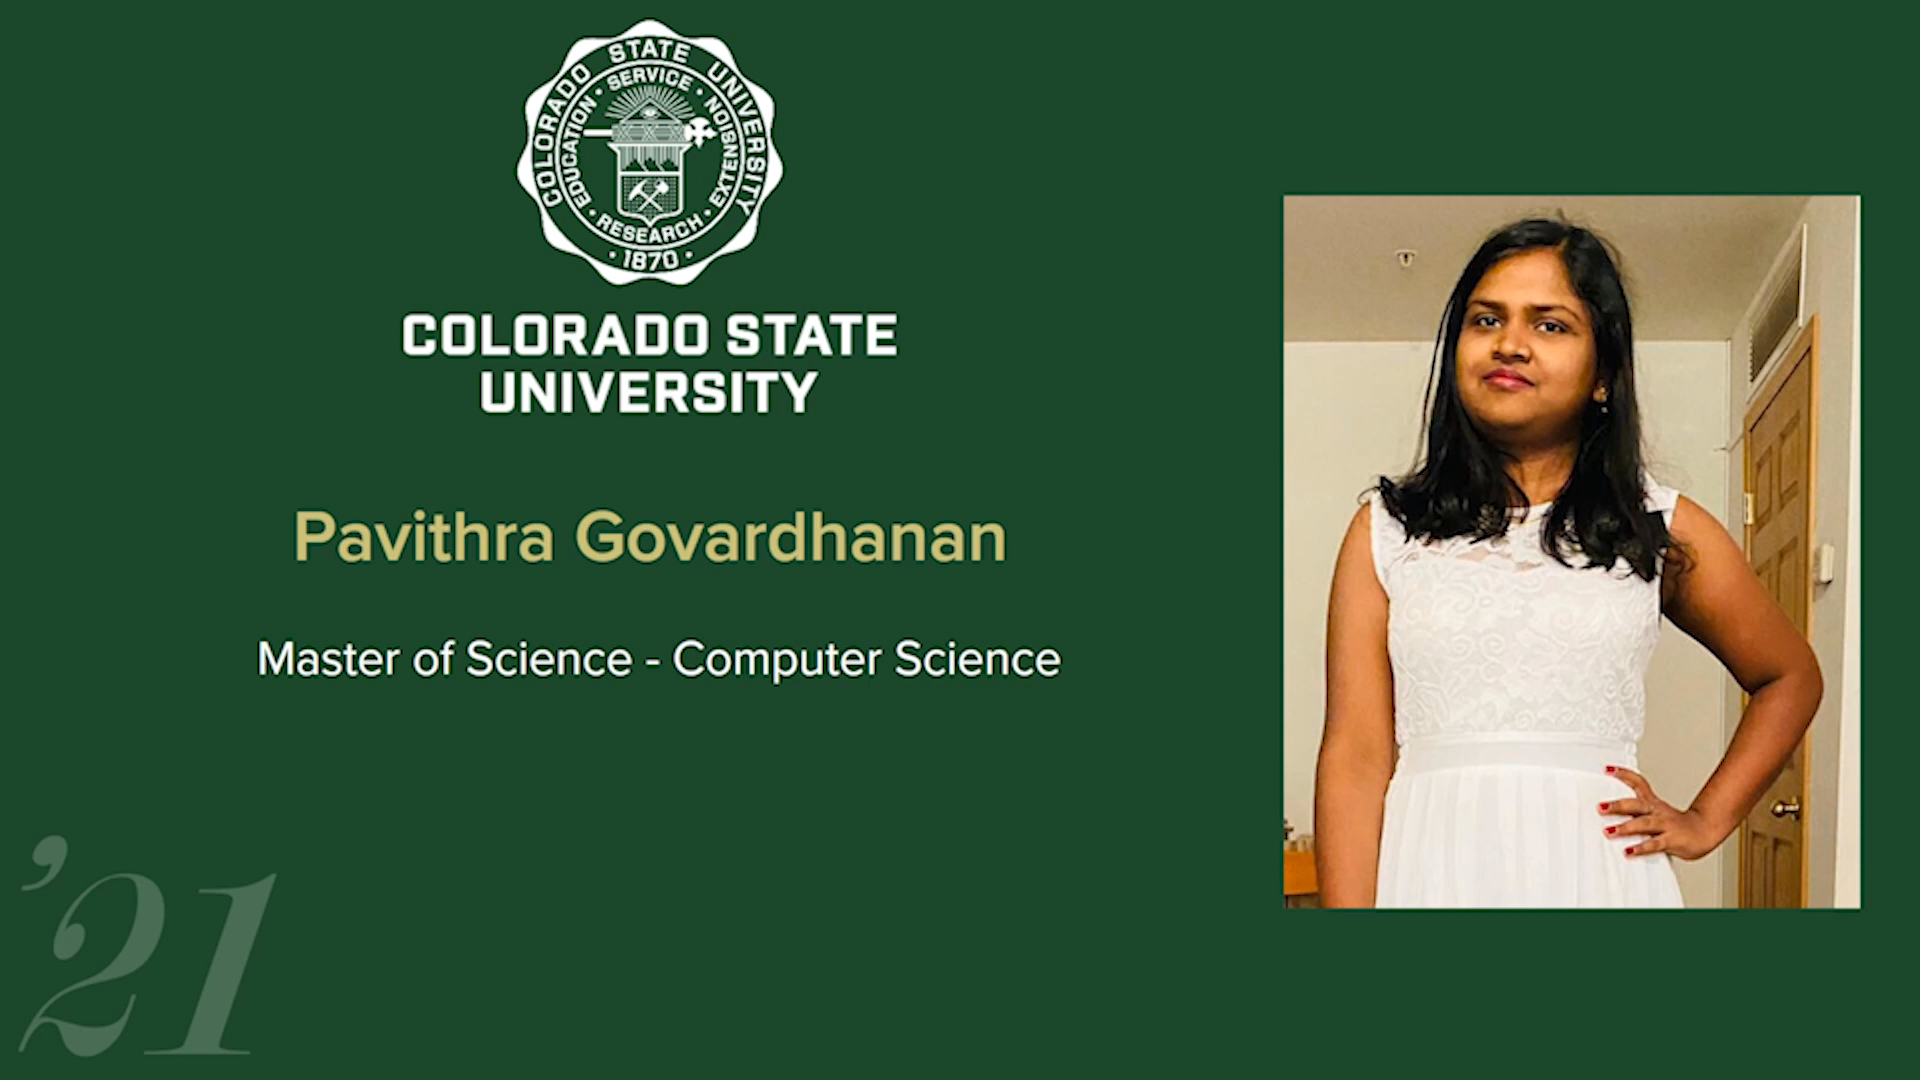 COLORADO STATE UNIVERSITY
EDUCATION • SERVICE • EXTENSION • RESEARCH
• 1870 •
COLORADO STATE
UNIVERSITY
Pavithra Govardhanan
Master of Science - Computer Science
’21